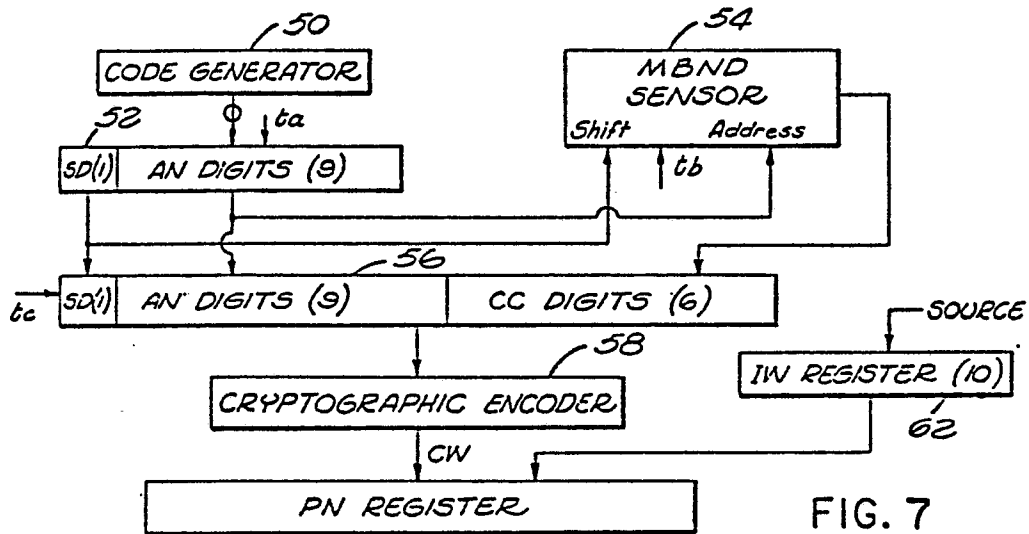 50
CODE GENERATOR
54
MBND
SENSOR
Shift
Address
52
ta
tb
SD(1)
AN DIGITS (9)
56
tc
SD(1)
AN DIGITS (9)
CC DIGITS (6)
SOURCE
58
IW REGISTER (10)
CRYPTOGRAPHIC ENCODER
62
CW
PN REGISTER
FIG. 7